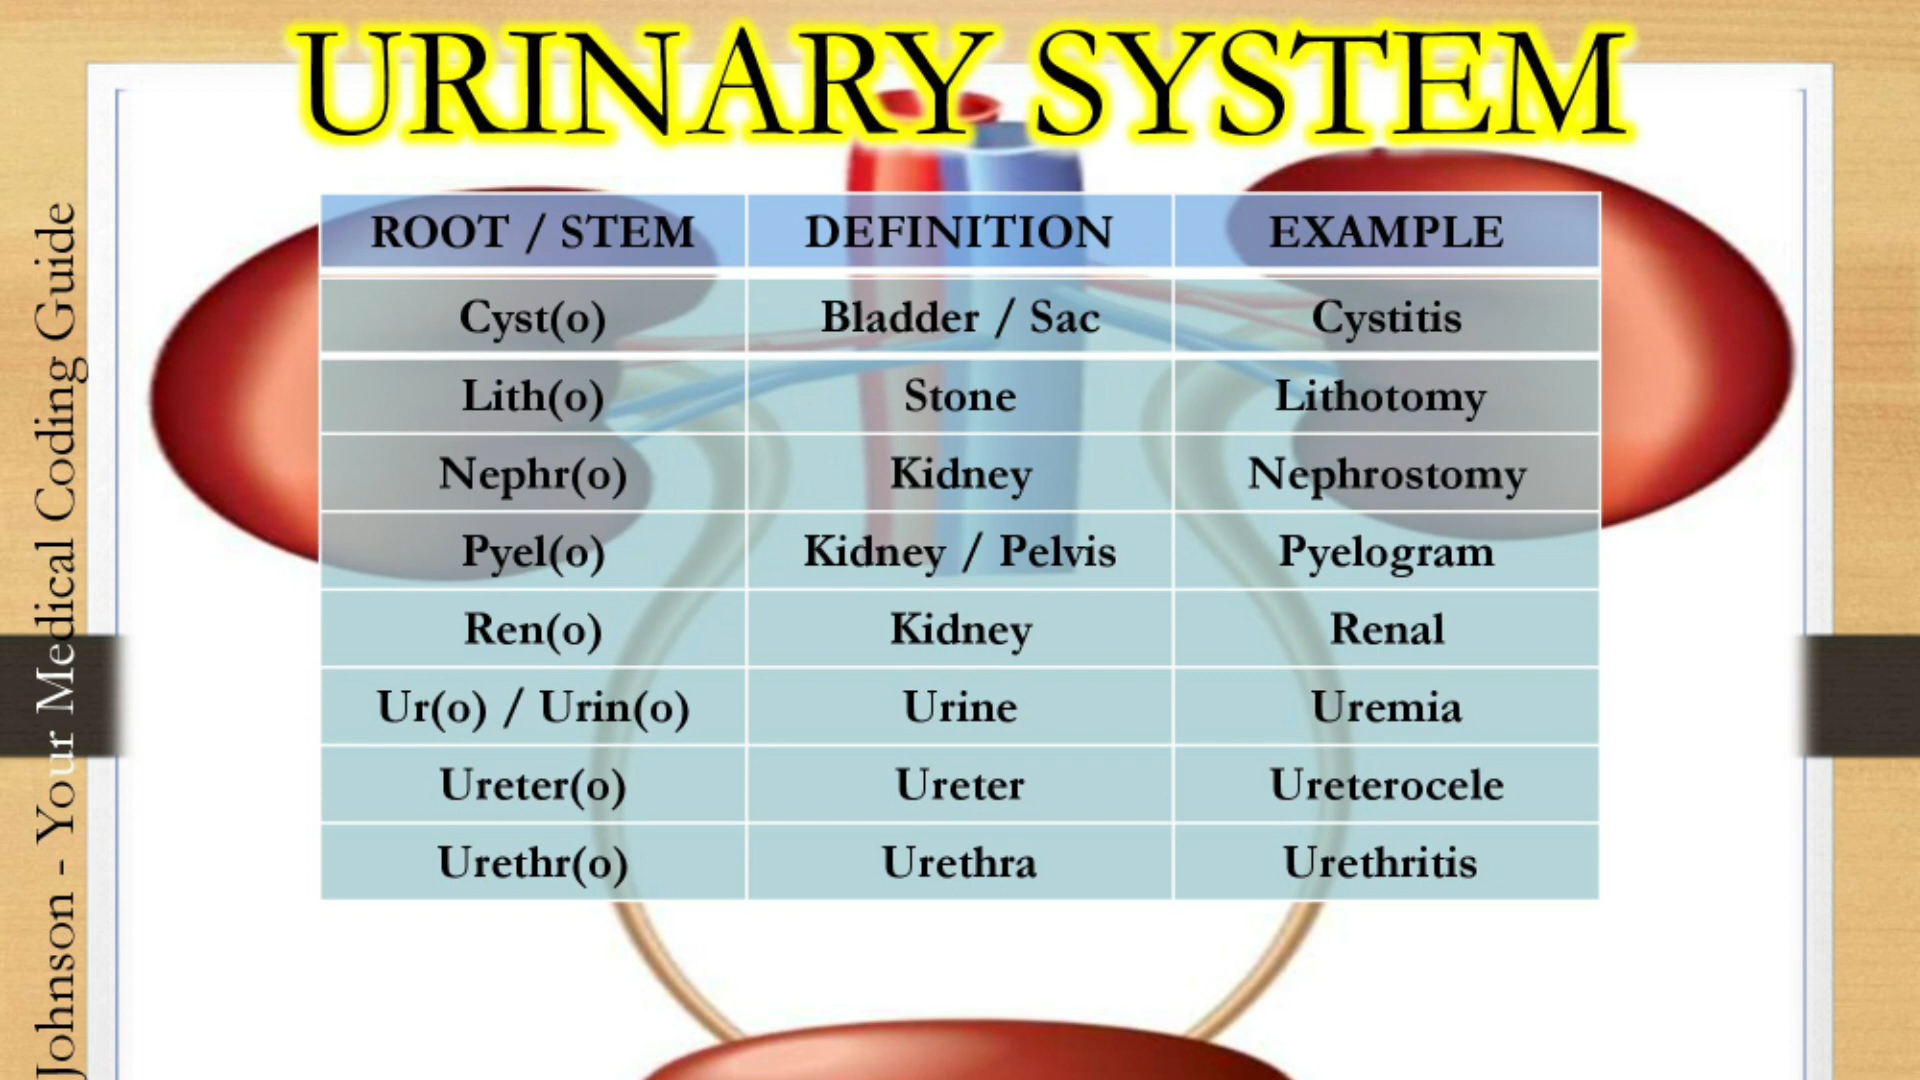 URINARY SYSTEM
ROOT / STEM DEFINITION EXAMPLE
Cyst(o) Bladder / Sac Cystitis
Lith(o) Stone Lithotomy
Nephr(o) Kidney Nephrostomy
Pyel(o) Kidney / Pelvis Pyelogram
Ren(o) Kidney Renal
Ur(o) / Urin(o) Urine Uremia
Ureter(o) Ureter Ureterocele
Urethr(o) Urethra Urethritis
Johnson - Your Medical Coding Guide